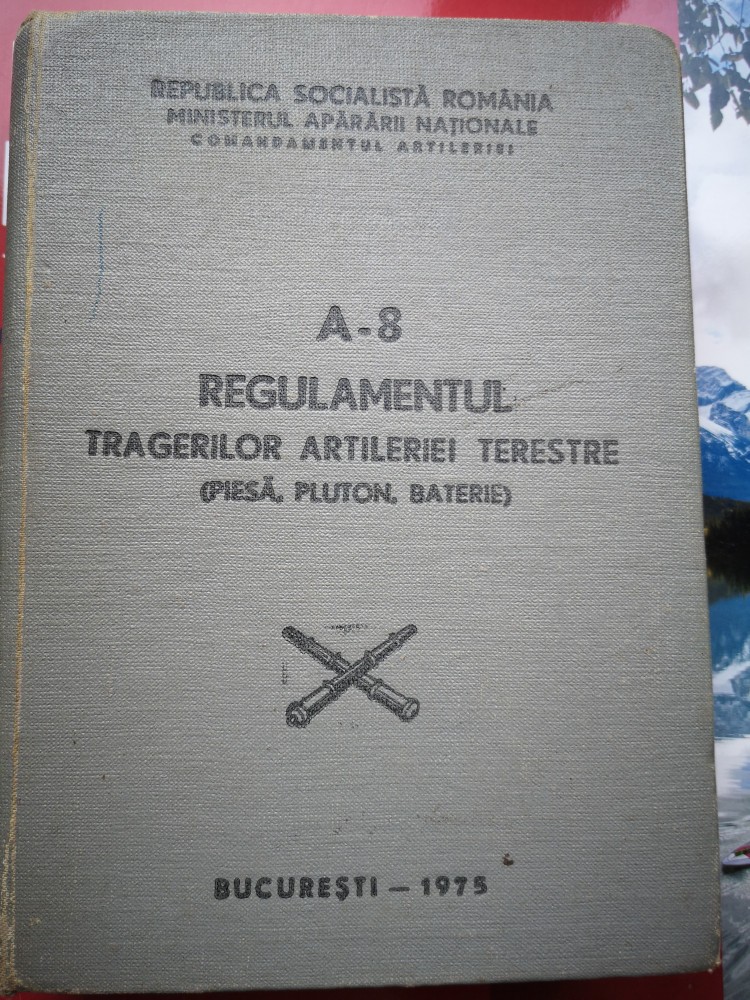 REPUBLICA SOCIALISTĂ ROMÂNIA
MINISTERUL APĂRĂRII NAȚIONALE
COMANDAMENTUL ARTILERIEI
A-8
REGULAMENTUL
TRAGERILOR ARTILERIEI TERESTRE
(PIESĂ, PLUTON, BATERIE)
BUCUREȘTI — 1975